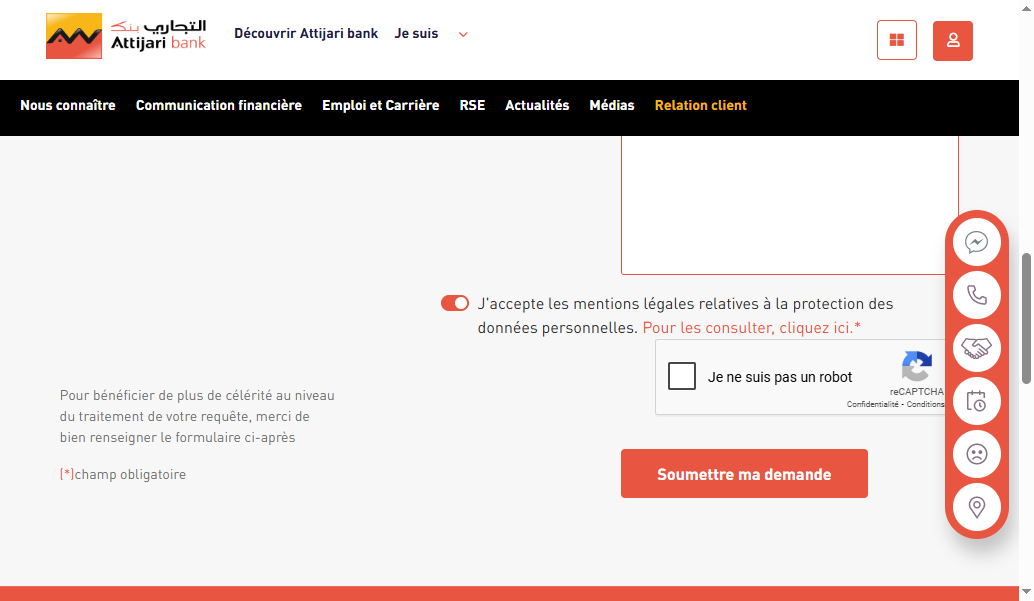 التجاري بنك
Attijari bank
Découvrir Attijari bank
Je suis
Nous connaître
Communication financière
Emploi et Carrière
RSE
Actualités
Médias
Relation client
J'accepte les mentions légales relatives à la protection des
données personnelles. Pour les consulter, cliquez ici.*
Je ne suis pas un robot
reCAPTCHA
Confidentialité - Conditions
Pour bénéficier de plus de célérité au niveau
du traitement de votre requête, merci de
bien renseigner le formulaire ci-après
(*)champ obligatoire
Soumettre ma demande